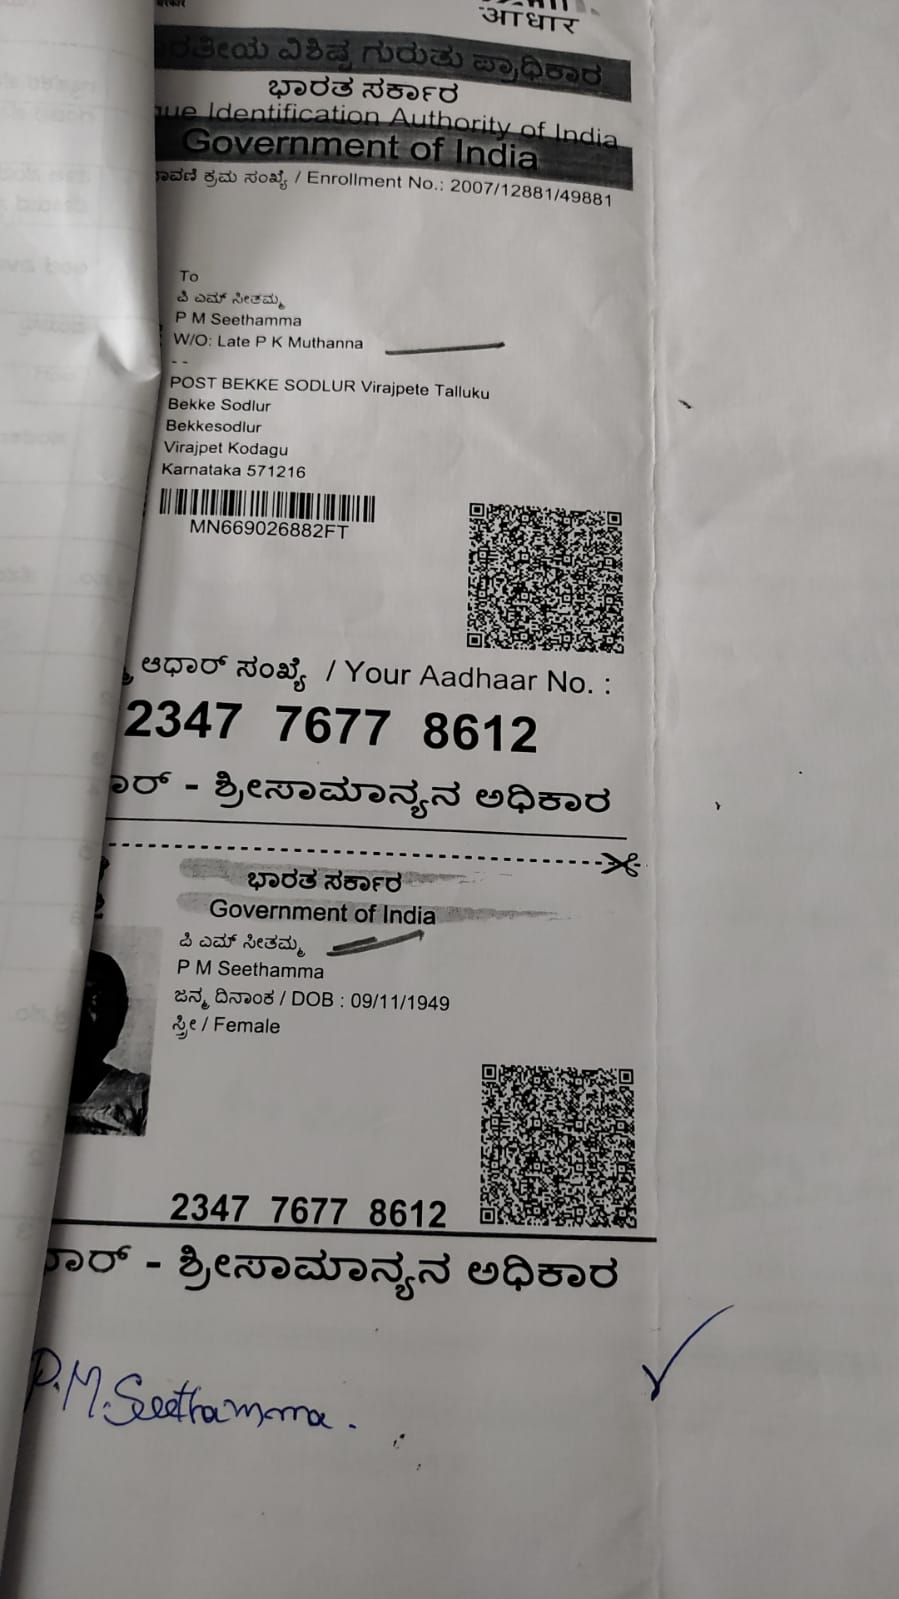 आधार
ಭಾರತ ಸರ್ಕಾರ
Identification Authority of India
Government of India
ಕ್ರಮ ಸಂಖ್ಯೆ / Enrollment No.: 2007/12881/49881
To
ಪಿ ಎಮ್ ಸೀತಮ್ಮ
P M Seethamma
W/O: Late P K Muthanna
--
POST BEKKE SODLUR Virajpete Talluku
Bekke Sodlur
Bekkesodlur
Virajpet Kodagu
Karnataka 571216
MN669026882FT
ಆಧಾರ್ ಸಂಖ್ಯೆ / Your Aadhaar No. :
2347 7677 8612
- ಶ್ರೀಸಾಮಾನ್ಯನ ಅಧಿಕಾರ
ಭಾರತ ಸರ್ಕಾರ
Government of India
ಪಿ ಎಮ್ ಸೀತಮ್ಮ
P M Seethamma
ಜನ್ಮ ದಿನಾಂಕ / DOB : 09/11/1949
ಸ್ತ್ರೀ / Female
2347 7677 8612
- ಶ್ರೀಸಾಮಾನ್ಯನ ಅಧಿಕಾರ
P.M.Seethamma.